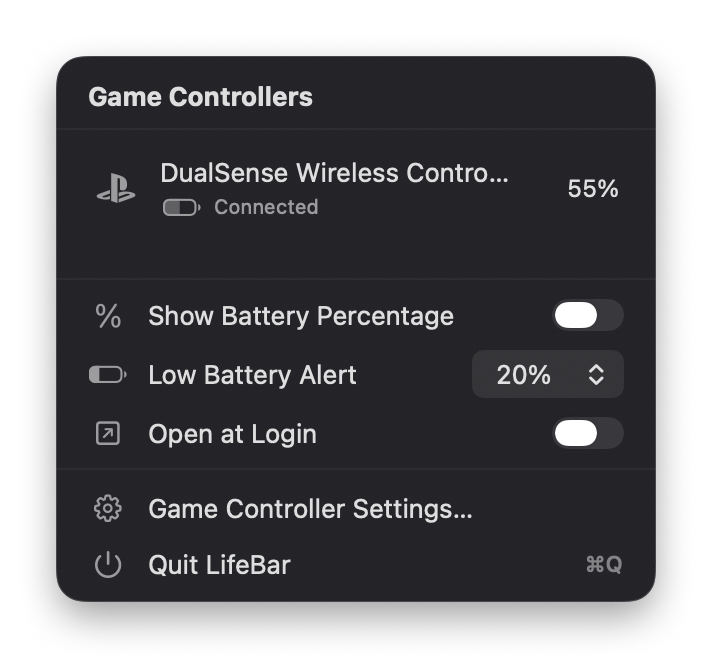 Game Controllers
DualSense Wireless Contro...
55%
Connected
Show Battery Percentage
Low Battery Alert
20%
Open at Login
Game Controller Settings...
Quit LifeBar
⌘Q